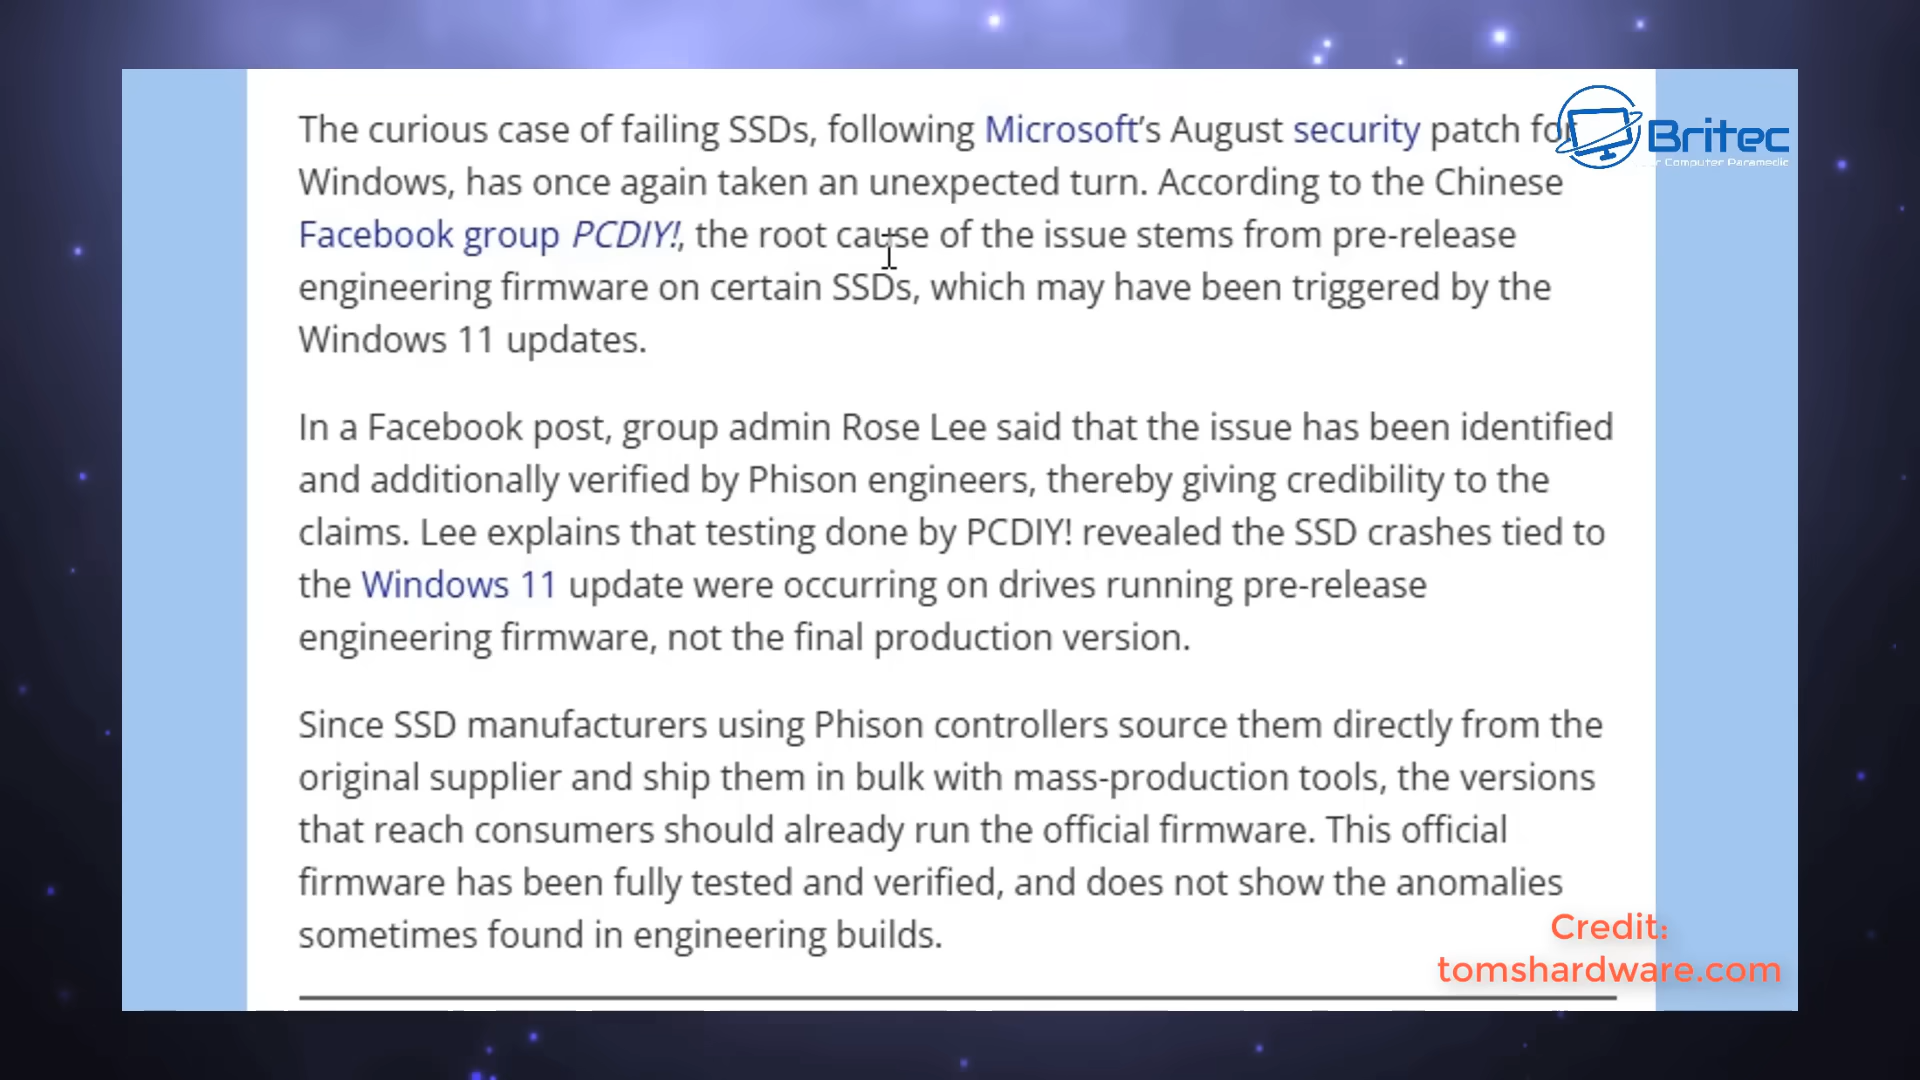 The curious case of failing SSDs, following Microsoft's August security patch for
Windows, has once again taken an unexpected turn. According to the Chinese
Facebook group PCDIY!, the root cause of the issue stems from pre-release
engineering firmware on certain SSDs, which may have been triggered by the
Windows 11 updates.
In a Facebook post, group admin Rose Lee said that the issue has been identified
and additionally verified by Phison engineers, thereby giving credibility to the
claims. Lee explains that testing done by PCDIY! revealed the SSD crashes tied to
the Windows 11 update were occurring on drives running pre-release
engineering firmware, not the final production version.
Since SSD manufacturers using Phison controllers source them directly from the
original supplier and ship them in bulk with mass-production tools, the versions
that reach consumers should already run the official firmware. This official
firmware has been fully tested and verified, and does not show the anomalies
sometimes found in engineering builds.
Britec
Computer Paramedic
Credit:
tomshardware.com